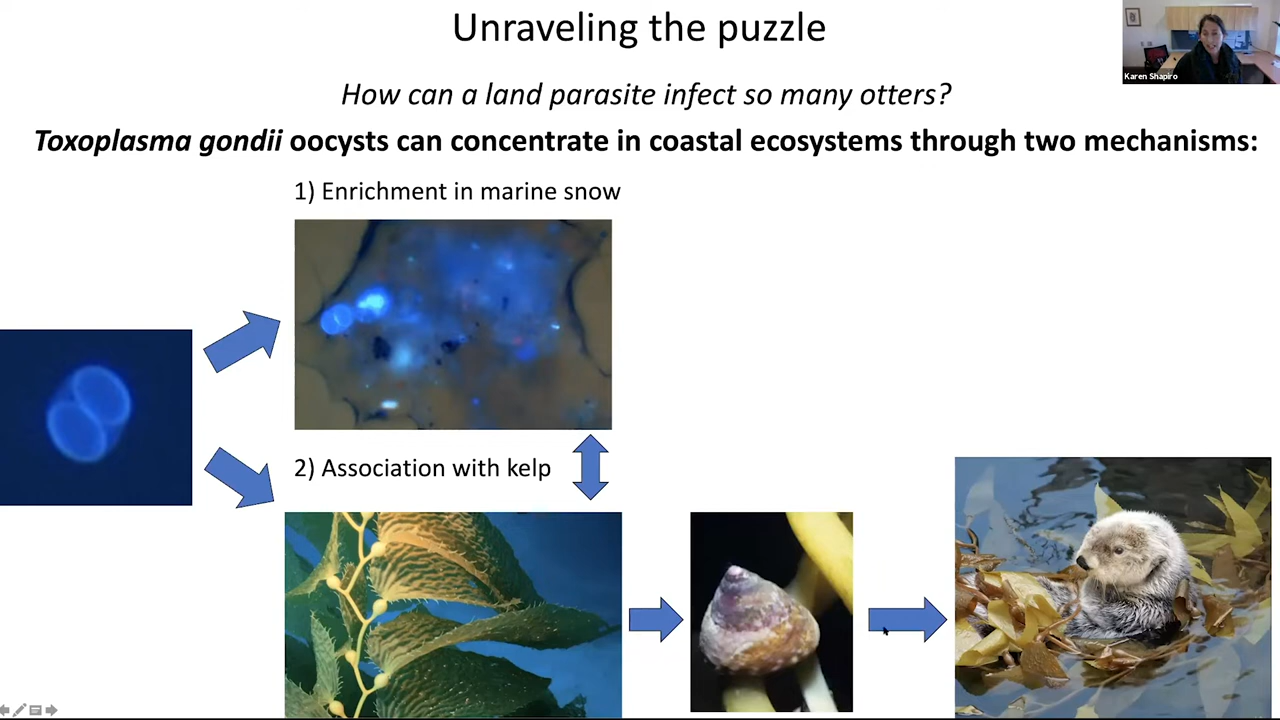 Unraveling the puzzle
Karen Shapiro
How can a land parasite infect so many otters?
Toxoplasma gondii oocysts can concentrate in coastal ecosystems through two mechanisms:
1) Enrichment in marine snow
2) Association with kelp